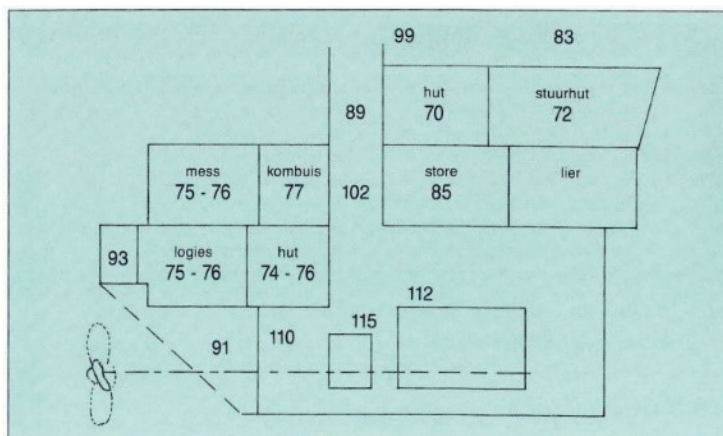 99 83
hut stuurhut
89 70 72
mess kombuis store lier
75 - 76 77 102 85
93 logies hut
75 - 76 74 - 76
112
115
110
91